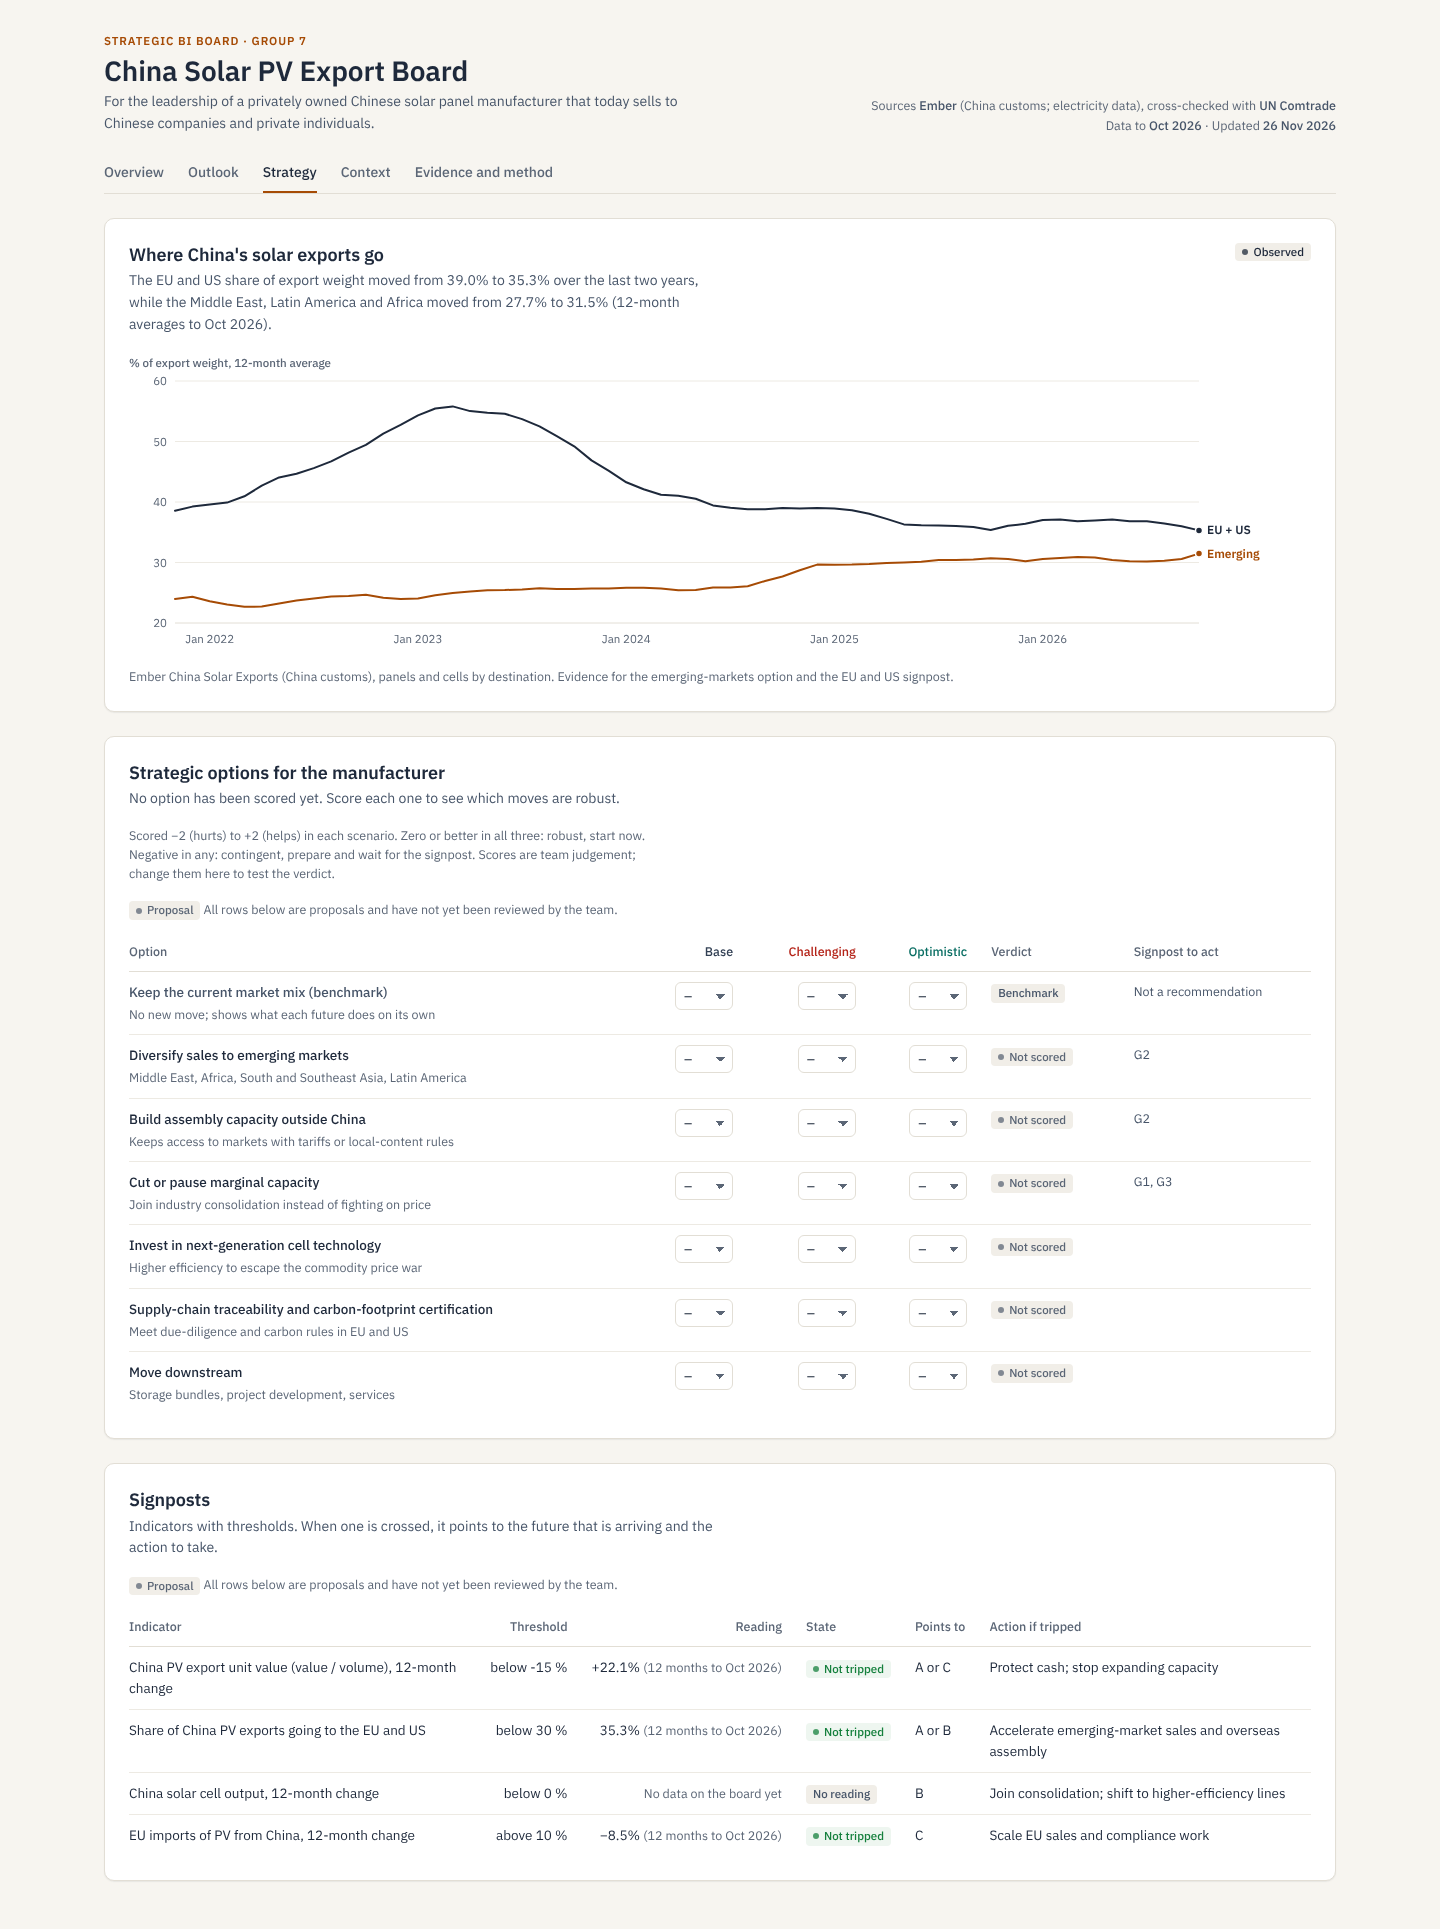 STRATEGIC BI BOARD · GROUP 7
China Solar PV Export Board
For the leadership of a privately owned Chinese solar panel manufacturer that today sells to
Chinese companies and private individuals.
Sources Ember (China customs; electricity data), cross-checked with UN Comtrade
Data to Oct 2026 · Updated 26 Nov 2026
Overview Outlook Strategy Context Evidence and method
Where China's solar exports go
Observed
The EU and US share of export weight moved from 39.0% to 35.3% over the last two years,
while the Middle East, Latin America and Africa moved from 27.7% to 31.5% (12-month
averages to Oct 2026).
% of export weight, 12-month average
60
50
40
30
20
EU + US
Emerging
Jan 2022 Jan 2023 Jan 2024 Jan 2025 Jan 2026
Ember China Solar Exports (China customs), panels and cells by destination. Evidence for the emerging-markets option and the EU and US signpost.
Strategic options for the manufacturer
No option has been scored yet. Score each one to see which moves are robust.
Scored −2 (hurts) to +2 (helps) in each scenario. Zero or better in all three: robust, start now.
Negative in any: contingent, prepare and wait for the signpost. Scores are team judgement;
change them here to test the verdict.
Proposal All rows below are proposals and have not yet been reviewed by the team.
Option Base Challenging Optimistic Verdict Signpost to act
Keep the current market mix (benchmark) – – – Benchmark Not a recommendation
No new move; shows what each future does on its own
Diversify sales to emerging markets – – – Not scored G2
Middle East, Africa, South and Southeast Asia, Latin America
Build assembly capacity outside China – – – Not scored G2
Keeps access to markets with tariffs or local-content rules
Cut or pause marginal capacity – – – Not scored G1, G3
Join industry consolidation instead of fighting on price
Invest in next-generation cell technology – – – Not scored
Higher efficiency to escape the commodity price war
Supply-chain traceability and carbon-footprint certification – – – Not scored
Meet due-diligence and carbon rules in EU and US
Move downstream – – – Not scored
Storage bundles, project development, services
Signposts
Indicators with thresholds. When one is crossed, it points to the future that is arriving and the
action to take.
Proposal All rows below are proposals and have not yet been reviewed by the team.
Indicator Threshold Reading State Points to Action if tripped
China PV export unit value (value / volume), 12-month below -15 % +22.1% (12 months to Oct 2026) Not tripped A or C Protect cash; stop expanding capacity
change
Share of China PV exports going to the EU and US below 30 % 35.3% (12 months to Oct 2026) Not tripped A or B Accelerate emerging-market sales and overseas
assembly
China solar cell output, 12-month change below 0 % No data on the board yet No reading B Join consolidation; shift to higher-efficiency lines
EU imports of PV from China, 12-month change above 10 % −8.5% (12 months to Oct 2026) Not tripped C Scale EU sales and compliance work